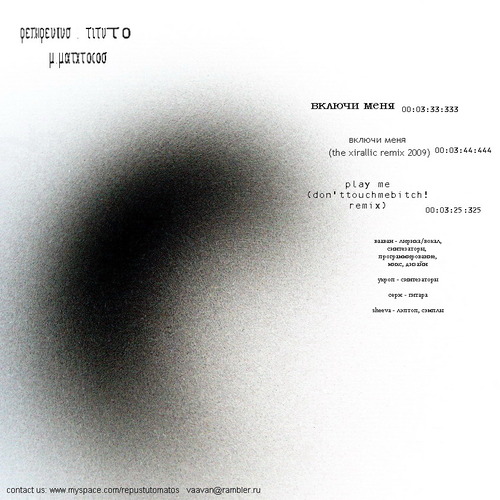 включи меня 00:03:33:333
включи меня
(the xirallic remix 2009) 00:03:44:444
play me
(don'ttouchmebitch!
remix) 00:03:25:325
ваван - лирика/вокал,
синтезаторы,
программирование,
микс, дизайн
укроп - синтезаторы
серж - гитара
sheeva - лэптоп, сэмплы
contact us: www.myspace.com/repustutomatos vaavan@rambler.ru